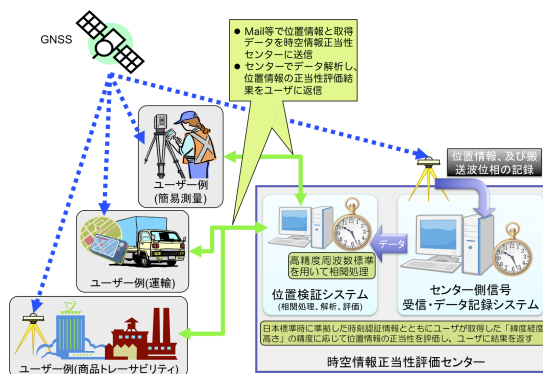 GNSS
● Mail等で位置情報と取得
データを時空情報正当性
センターに送信
● センターでデータ解析し、
位置情報の正当性評価結
果をユーザに返信
ユーザー例
(簡易測量)
位置情報、及び搬
送波位相の記録
ユーザー例(運輸)
データ
高精度周波数標準
を用いて相関処理
位置検証システム
(相関処理、解析、評価)
センター側信号
受信・データ記録システム
日本標準時に準拠した時刻認証情報とともにユーザが取得した「緯度経度
高さ」の精度に応じて位置情報の正当性を評価し、ユーザに結果を返す
ユーザー例(商品トレーサビリティ)
時空情報正当性評価センター